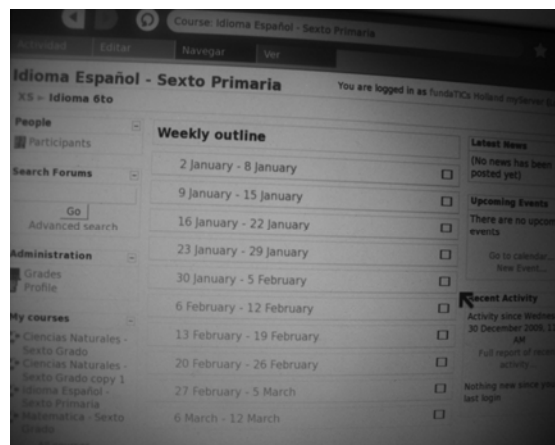 Course: Idioma Español - Sexto Primaria
Actividad Editar Navegar Ver
Idioma Español - Sexto Primaria
You are logged in as fundaTICs Holland myServer
XS ► Idioma 6to
People
Participants
Search Forums
Go
Advanced search
Administration
Grades
Profile
My courses
Ciencias Naturales -
Sexto Grado
Ciencias Naturales -
Sexto Grado copy 1
Idioma Español -
Sexto Primaria
Matematica - Sexto
Grado
Weekly outline
2 January - 8 January
9 January - 15 January
16 January - 22 January
23 January - 29 January
30 January - 5 February
6 February - 12 February
13 February - 19 February
20 February - 26 February
27 February - 5 March
6 March - 12 March
Latest News
(No news has been
posted yet)
Upcoming Events
There are no upcom
events
Go to calendar...
New Event...
Recent Activity
Activity since Wedne
30 December 2009, 11
AM
Full report of recen
activity...
Nothing new since you
last login